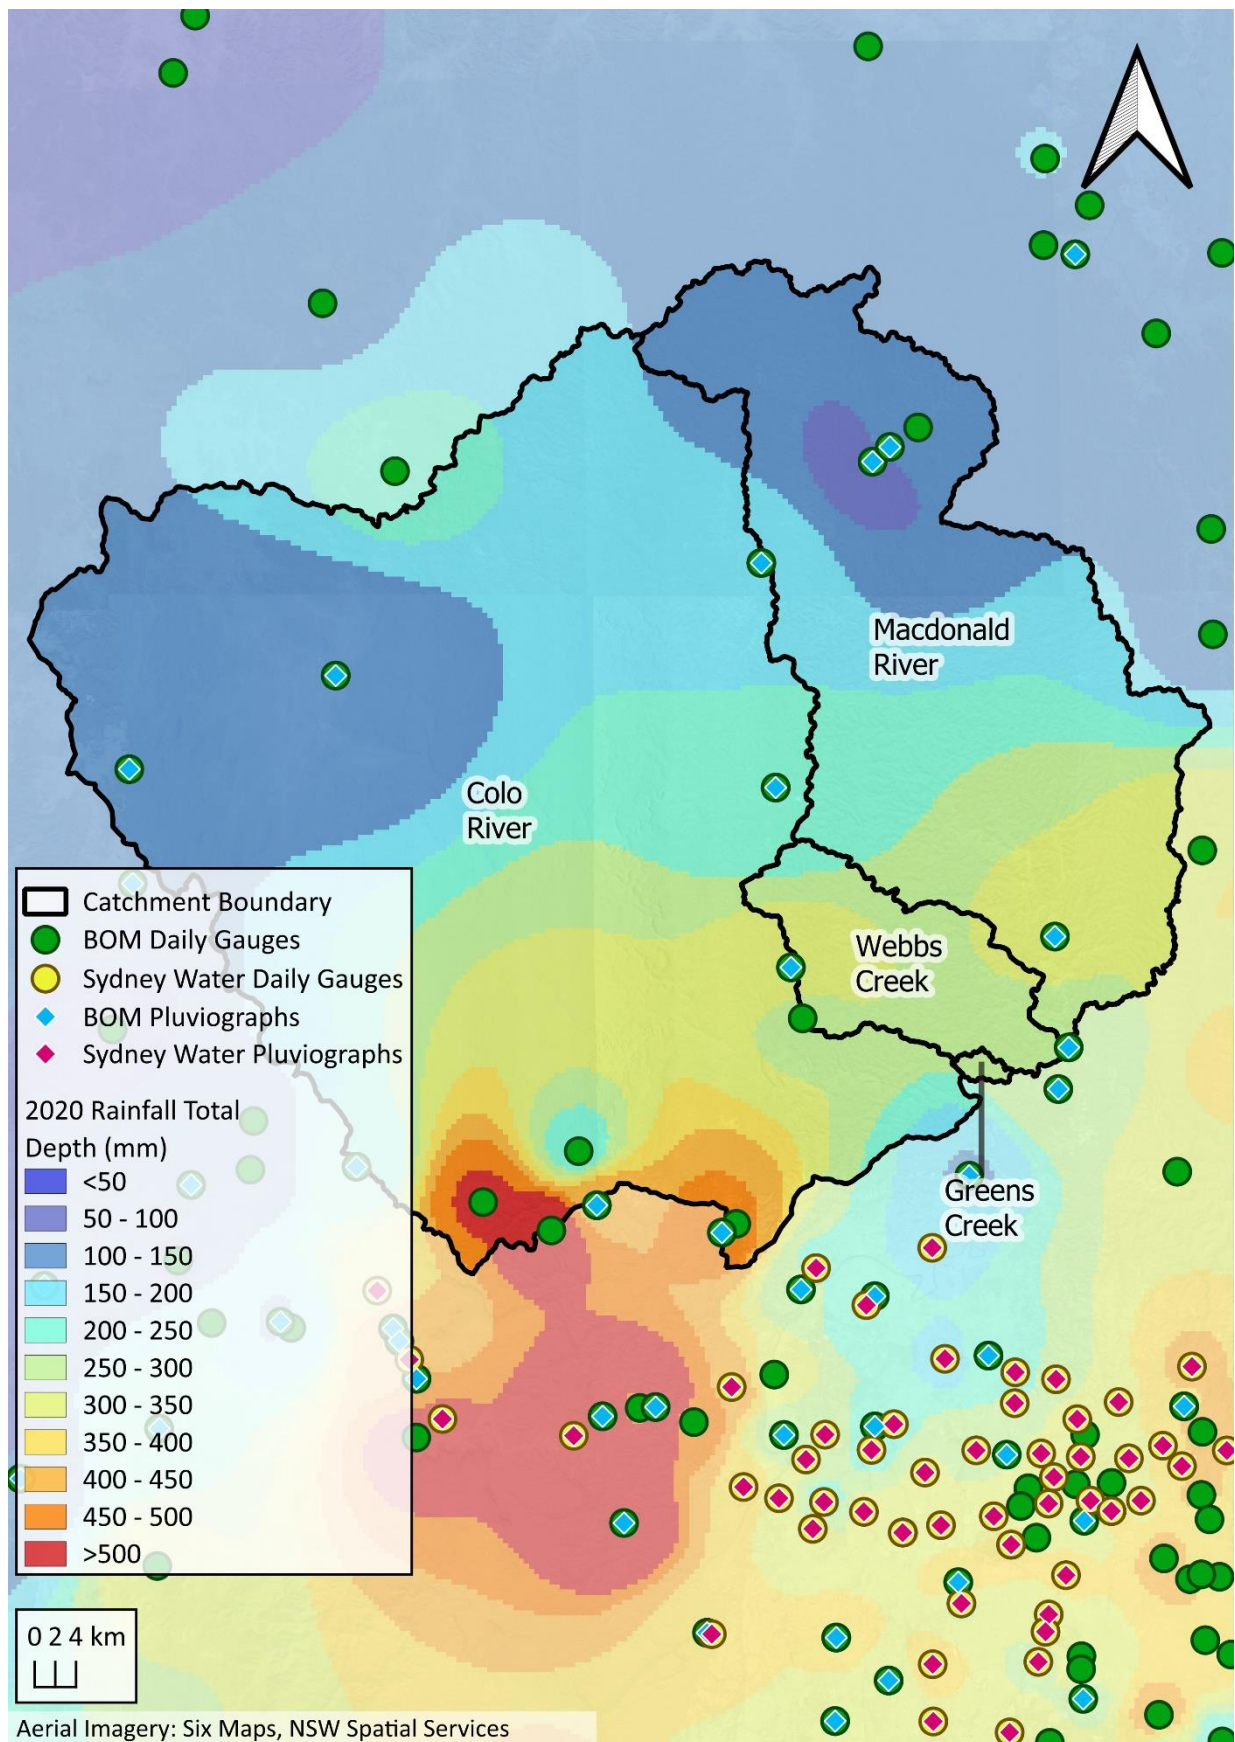 Macdonald
River
Colo
River
Webbs
Creek
Greens
Creek
Catchment Boundary
BOM Daily Gauges
Sydney Water Daily Gauges
BOM Pluviographs
Sydney Water Pluviographs
2020 Rainfall Total
Depth (mm)
<50
50 - 100
100 - 150
150 - 200
200 - 250
250 - 300
300 - 350
350 - 400
400 - 450
450 - 500
>500
0 2 4 km
Aerial Imagery: Six Maps, NSW Spatial Services